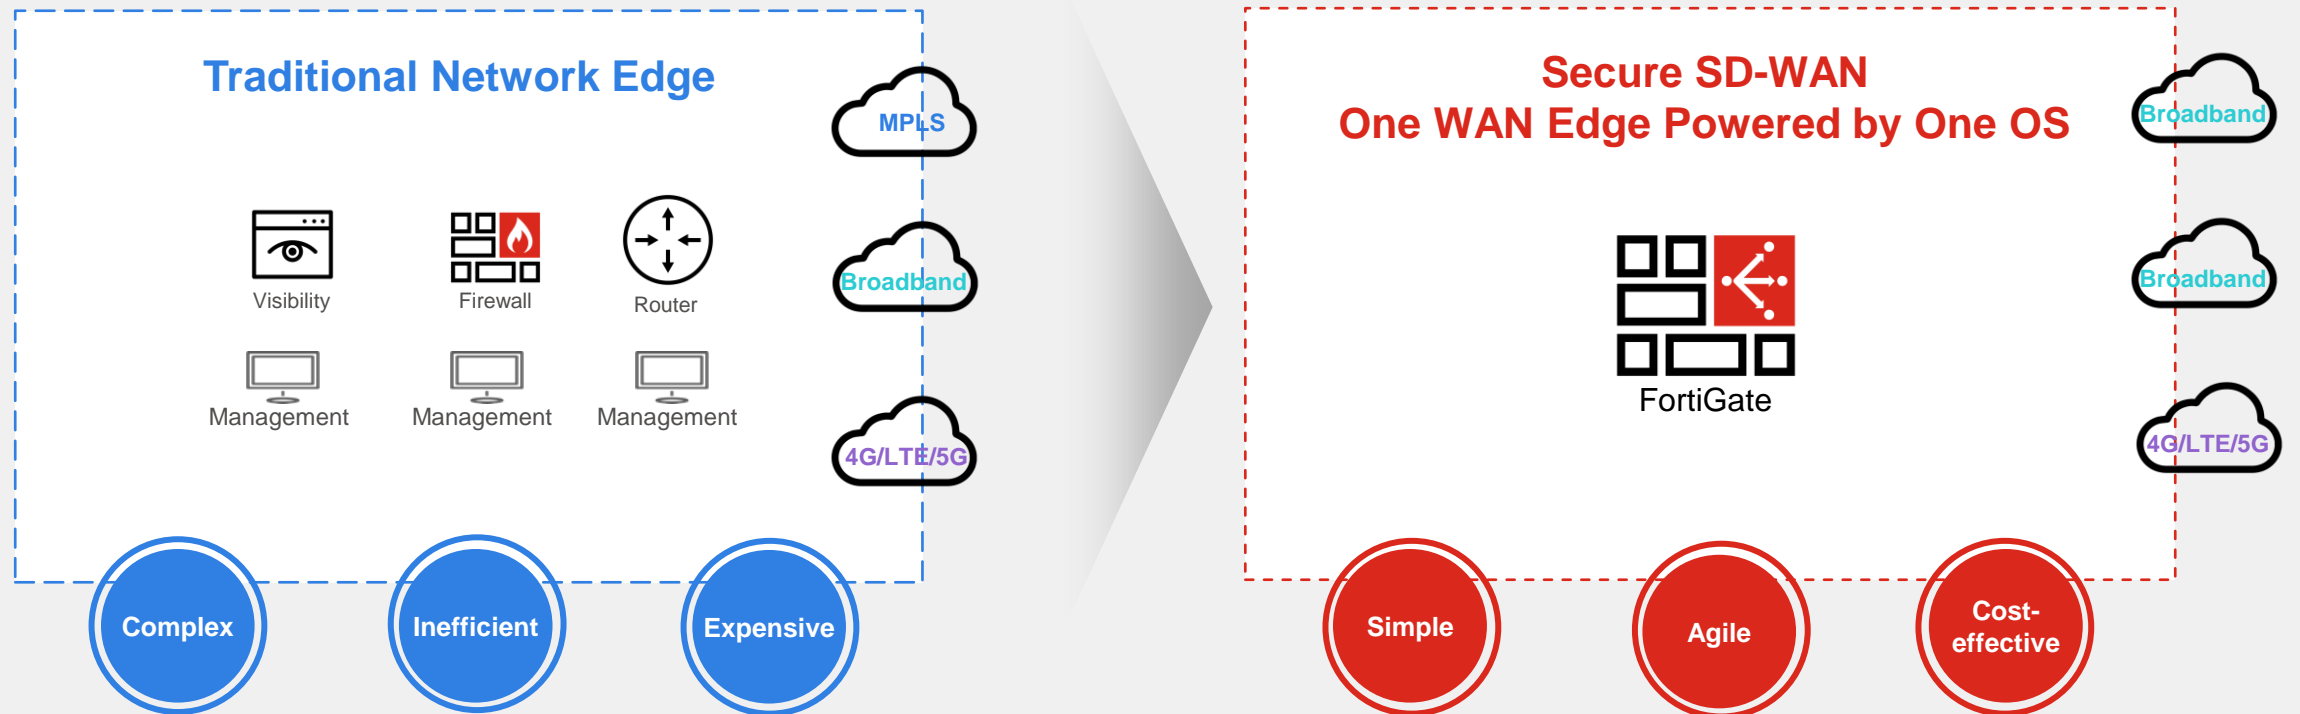 Traditional Network Edge
MPLS
Visibility
Firewall
Router
Broadband
Management
Management
Management
4G/LTE/5G
Complex
Inefficient
Expensive
Secure SD-WAN
One WAN Edge Powered by One OS
Broadband
Broadband
FortiGate
4G/LTE/5G
Simple
Agile
Cost-
effective